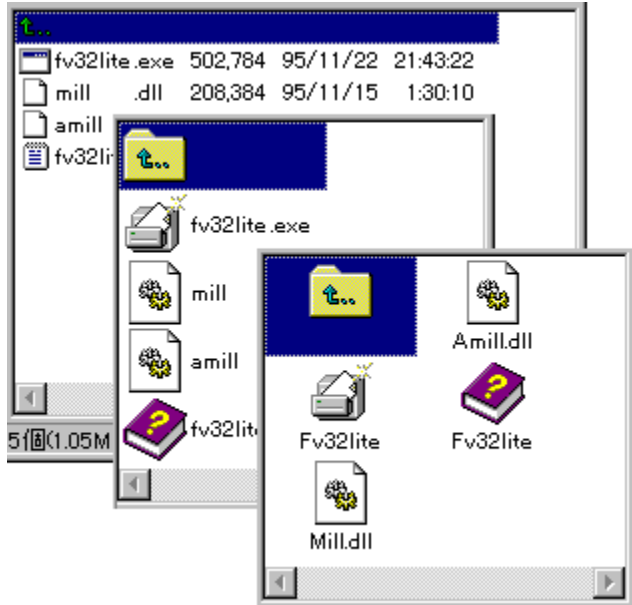 t..
fv32lite.exe 502,784 95/11/22 21:43:22
mill .dll 208,384 95/11/15 1:30:10
amill
fv32li
5個(1.05M
t..
fv32lite.exe
mill
amill
fv32lit
t..
Amill.dll
Fv32lite
Fv32lite
Mill.dll